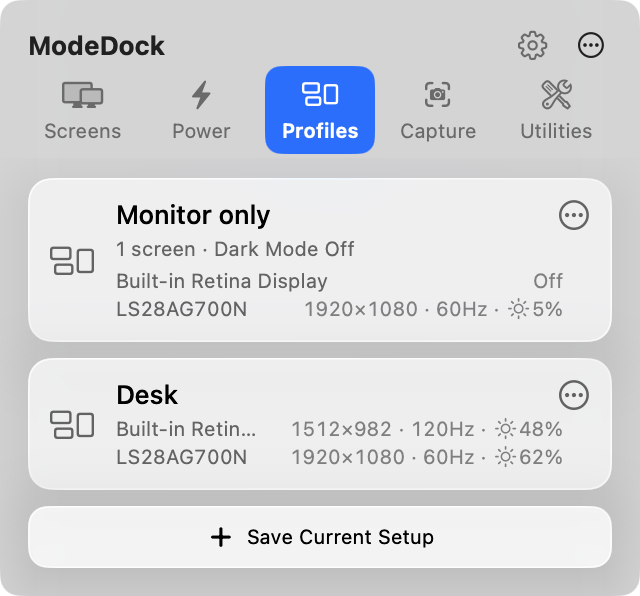 ModeDock
Screens
Power
Profiles
Capture
Utilities
Monitor only
1 screen · Dark Mode Off
Built-in Retina Display Off
LS28AG700N 1920×1080 · 60Hz · 5%
Desk
Built-in Retin... 1512×982 · 120Hz · 48%
LS28AG700N 1920×1080 · 60Hz · 62%
+ Save Current Setup